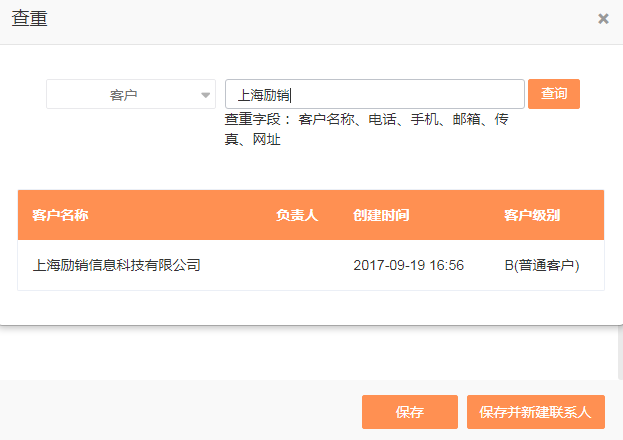 查重
客户
上海励销
查询
查重字段： 客户名称、电话、手机、邮箱、传
真、网址
客户名称 负责人 创建时间 客户级别
上海励销信息科技有限公司 2017-09-19 16:56 B(普通客户)
保存 保存并新建联系人